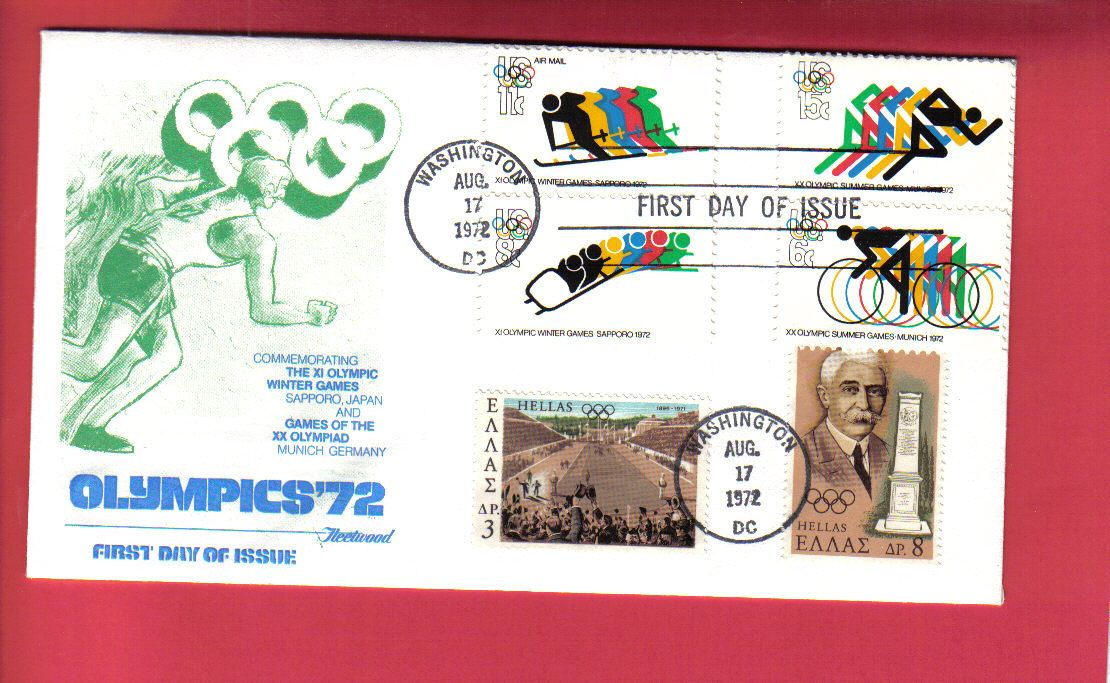 COMMEMORATING
THE XI OLYMPIC
WINTER GAMES
SAPPORO, JAPAN
AND
GAMES OF THE
XX OLYMPIAD
MUNICH GERMANY
OLYMPICS '72
Fleetwood
FIRST DAY OF ISSUE
U.S. AIR MAIL
11c
XI OLYMPIC WINTER GAMES·SAPPORO 1972
U.S.
15c
XX OLYMPIC SUMMER GAMES·MUNICH 1972
WASHINGTON
AUG.
17
1972
DC
FIRST DAY OF ISSUE
U.S.
8c
XI OLYMPIC WINTER GAMES·SAPPORO 1972
U.S.
6c
XX OLYMPIC SUMMER GAMES·MUNICH 1972
HELLAS 1896-1971
ΕΛΛΑΣ
ΔΡ.
3
WASHINGTON
AUG.
17
1972
DC
HELLAS
ΕΛΛΑΣ ΔΡ. 8